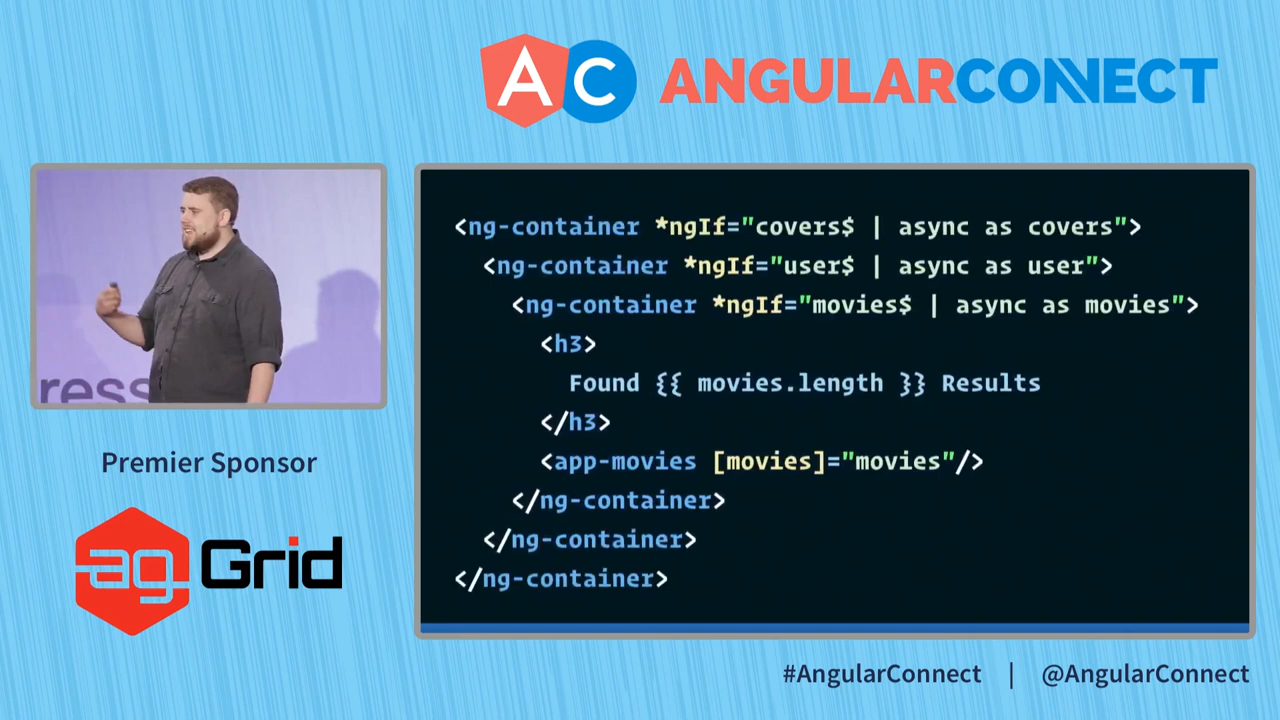 AC ANGULARCONNECT
<ng-container *ngIf="covers$ | async as covers">
<ng-container *ngIf="user$ | async as user">
<ng-container *ngIf="movies$ | async as movies">
<h3>
Found {{ movies.length }} Results
</h3>
<app-movies [movies]="movies"/>
</ng-container>
</ng-container>
</ng-container>
ress
Premier Sponsor
ag Grid
#AngularConnect | @AngularConnect